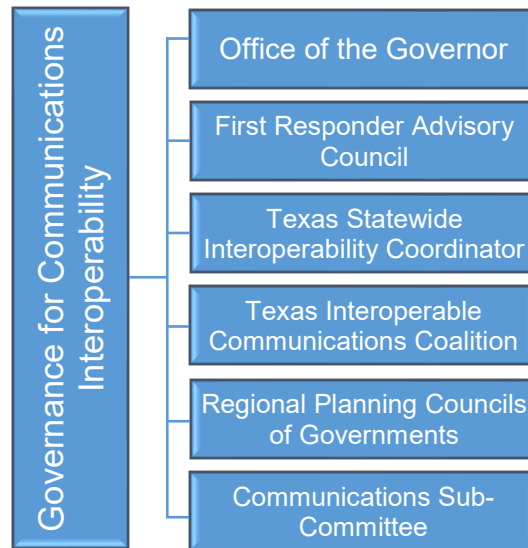 Governance for Communications
Interoperability
Office of the Governor
First Responder Advisory
Council
Texas Statewide
Interoperability Coordinator
Texas Interoperable
Communications Coalition
Regional Planning Councils
of Governments
Communications Sub-
Committee